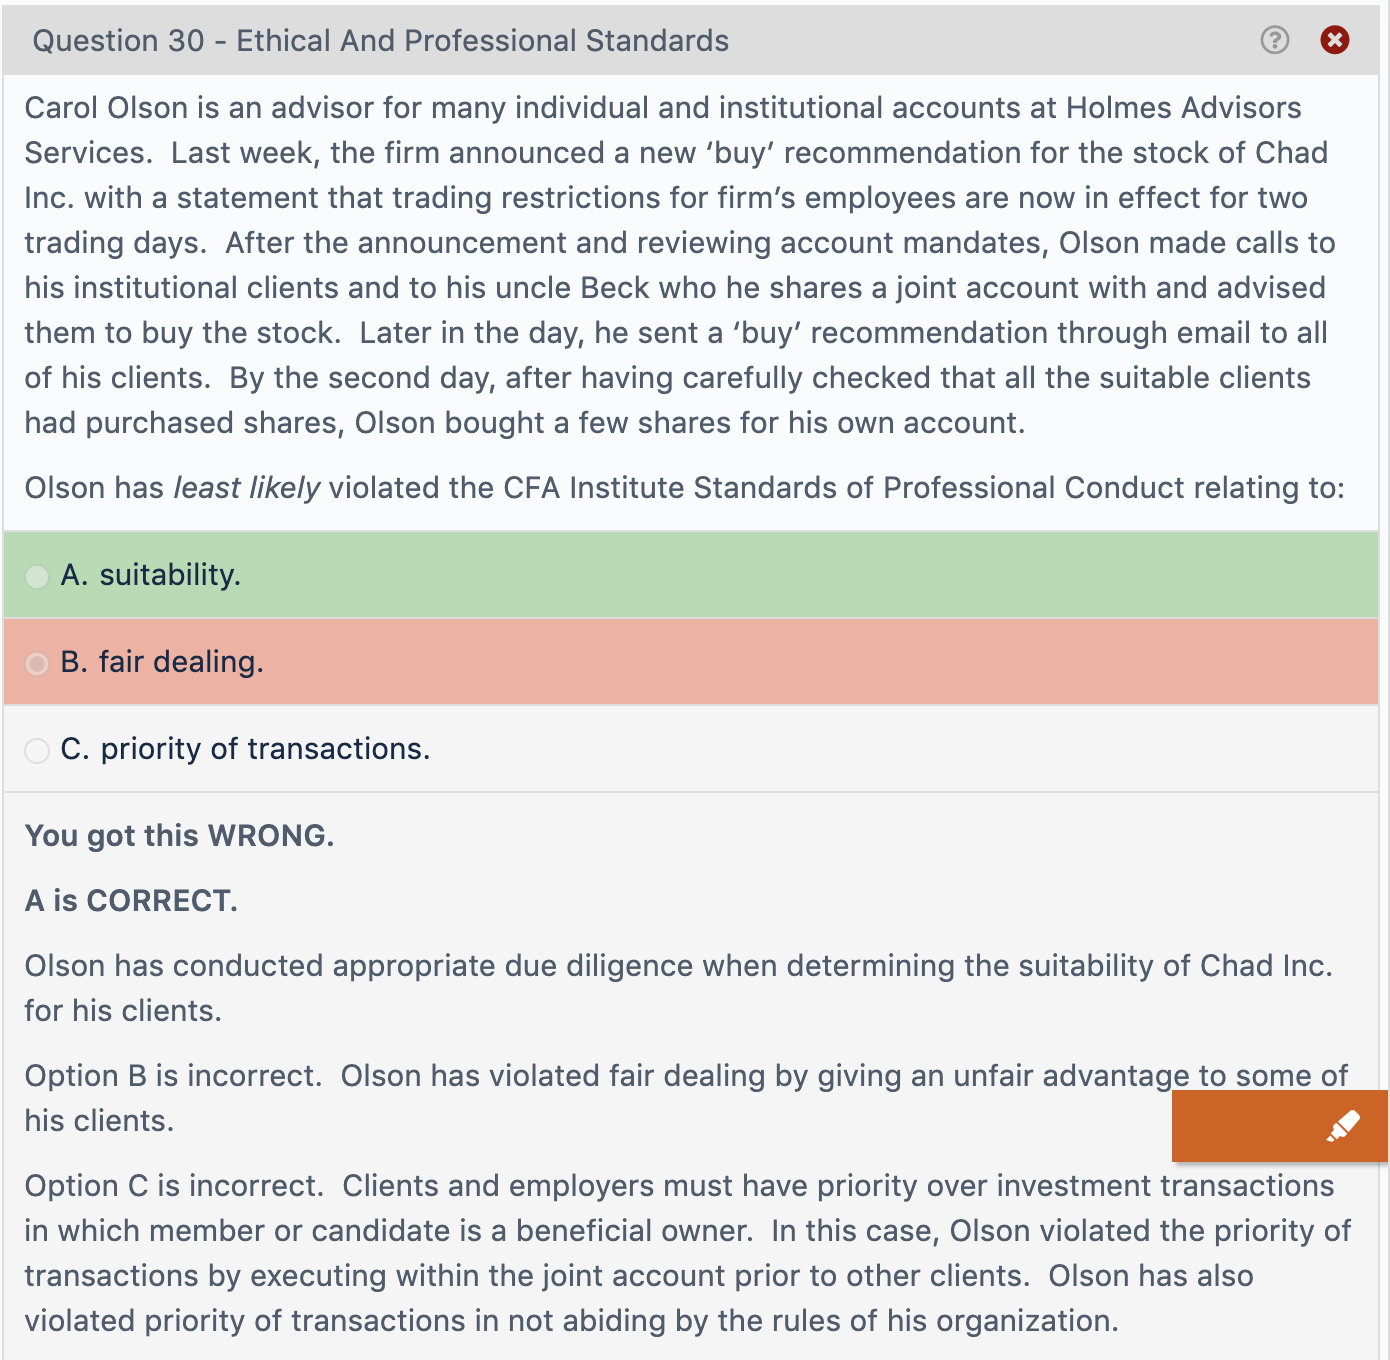 Question 30 - Ethical And Professional Standards
Carol Olson is an advisor for many individual and institutional accounts at Holmes Advisors
Services.  Last week, the firm announced a new ‘buy’ recommendation for the stock of Chad
Inc. with a statement that trading restrictions for firm’s employees are now in effect for two
trading days.  After the announcement and reviewing account mandates, Olson made calls to
his institutional clients and to his uncle Beck who he shares a joint account with and advised
them to buy the stock.  Later in the day, he sent a ‘buy’ recommendation through email to all
of his clients.  By the second day, after having carefully checked that all the suitable clients
had purchased shares, Olson bought a few shares for his own account.
Olson has least likely violated the CFA Institute Standards of Professional Conduct relating to:
A. suitability.
B. fair dealing.
C. priority of transactions.
You got this WRONG.
A is CORRECT.
Olson has conducted appropriate due diligence when determining the suitability of Chad Inc.
for his clients.
Option B is incorrect.  Olson has violated fair dealing by giving an unfair advantage to some of
his clients.
Option C is incorrect.  Clients and employers must have priority over investment transactions
in which member or candidate is a beneficial owner.  In this case, Olson violated the priority of
transactions by executing within the joint account prior to other clients.  Olson has also
violated priority of transactions in not abiding by the rules of his organization.